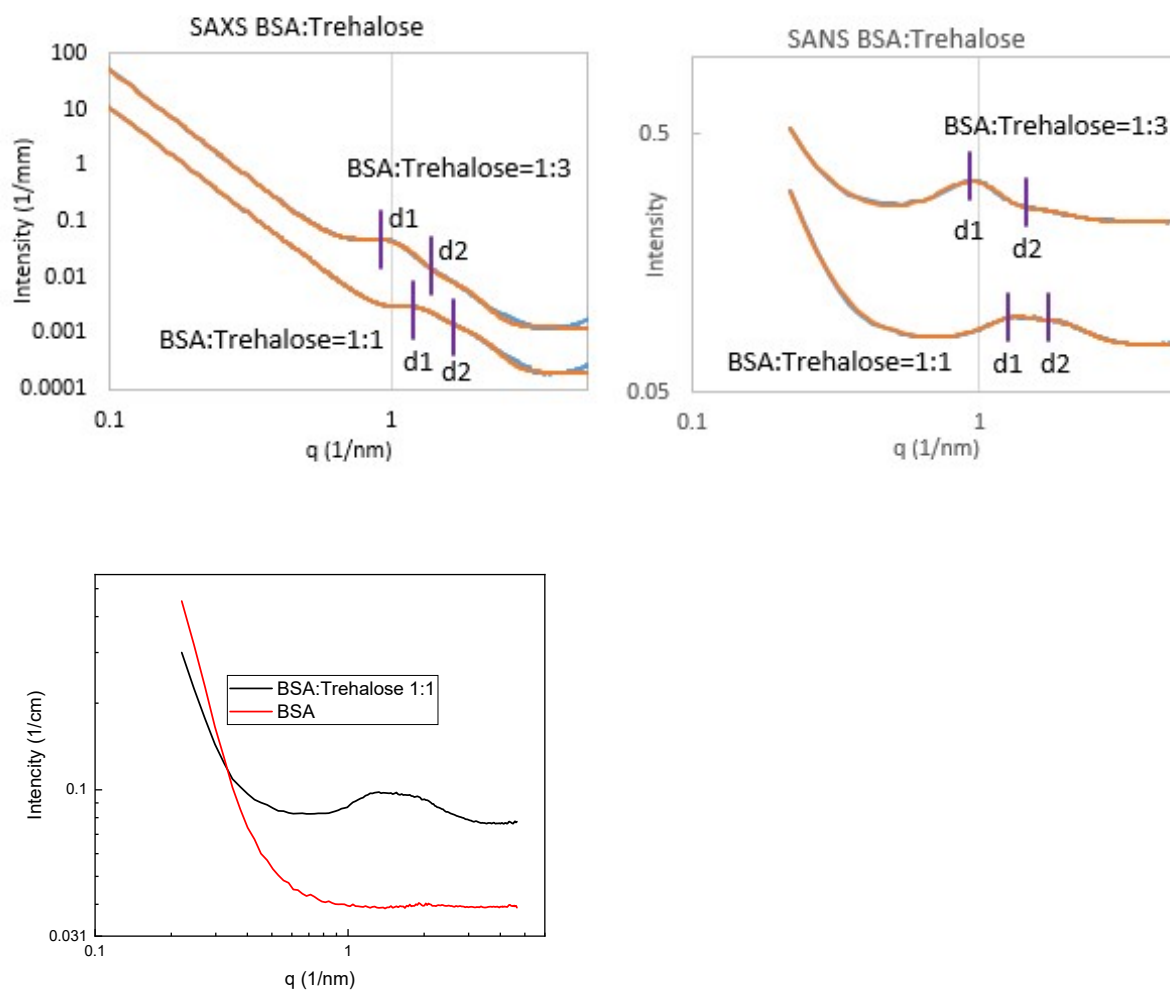 SAXS BSA:Trehalose
100
10
1
0.1
0.01
0.001
0.0001
Intensity (1/mm)
BSA:Trehalose=1:3
d1
d2
BSA:Trehalose=1:1
d1
d2
0.1
1
q (1/nm)
SANS BSA:Trehalose
0.5
0.05
Intensity
BSA:Trehalose=1:3
d1
d2
BSA:Trehalose=1:1
d1
d2
0.1
1
q (1/nm)
BSA:Trehalose 1:1
BSA
Intencity (1/cm)
0.1
0.031
0.1
1
q (1/nm)